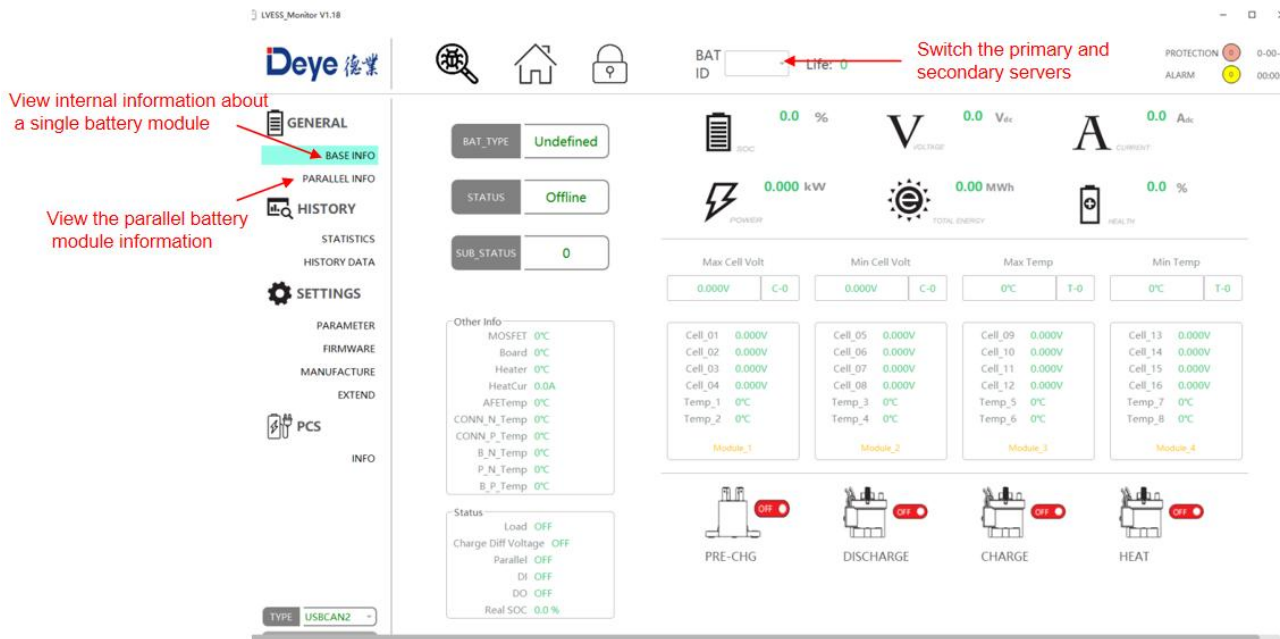 LVESS_Monitor V1.18
Deye 德業
BAT ID
Life: 0
Switch the primary and
secondary servers
PROTECTION 0 0-00-
ALARM 0 00:00
View internal information about
a single battery module
View the parallel battery
module information
GENERAL
BASE INFO
PARALLEL INFO
HISTORY
STATISTICS
HISTORY DATA
SETTINGS
PARAMETER
FIRMWARE
MANUFACTURE
EXTEND
PCS
INFO
TYPE USBCAN2
BAT_TYPE Undefined
STATUS Offline
SUB_STATUS 0
Other Info
MOSFET 0℃
Board 0℃
Heater 0℃
HeatCur 0.0A
AFETemp 0℃
CONN_N_Temp 0℃
CONN_P_Temp 0℃
B_N_Temp 0℃
P_N_Temp 0℃
B_P_Temp 0℃
Status
Load OFF
Charge Diff Voltage OFF
Parallel OFF
DI OFF
DO OFF
Real SOC 0.0 %
0.0 %
SOC
V 0.0 Vdc
VOLTAGE
A 0.0 Adc
CURRENT
0.000 kW
POWER
e 0.00 MWh
TOTAL ENERGY
0.0 %
HEALTH
Max Cell Volt Min Cell Volt Max Temp Min Temp
0.000V C-0 0.000V C-0 0℃ T-0 0℃ T-0
Cell_01 0.000V
Cell_02 0.000V
Cell_03 0.000V
Cell_04 0.000V
Temp_1 0℃
Temp_2 0℃
Module_1
Cell_05 0.000V
Cell_06 0.000V
Cell_07 0.000V
Cell_08 0.000V
Temp_3 0℃
Temp_4 0℃
Module_2
Cell_09 0.000V
Cell_10 0.000V
Cell_11 0.000V
Cell_12 0.000V
Temp_5 0℃
Temp_6 0℃
Module_3
Cell_13 0.000V
Cell_14 0.000V
Cell_15 0.000V
Cell_16 0.000V
Temp_7 0℃
Temp_8 0℃
Module_4
OFF OFF OFF OFF
PRE-CHG DISCHARGE CHARGE HEAT